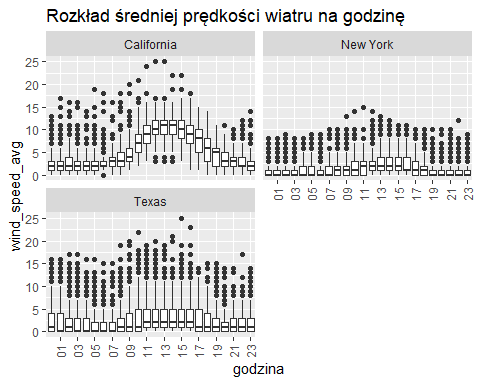 Rozkład średniej prędkości wiatru na godzinę
California
New York
25
20
15
10
5
0
wind_speed_avg
01 03 05 07 09 11 13 15 17 19 21 23
Texas
25
20
15
10
5
0
01 03 05 07 09 11 13 15 17 19 21 23
godzina